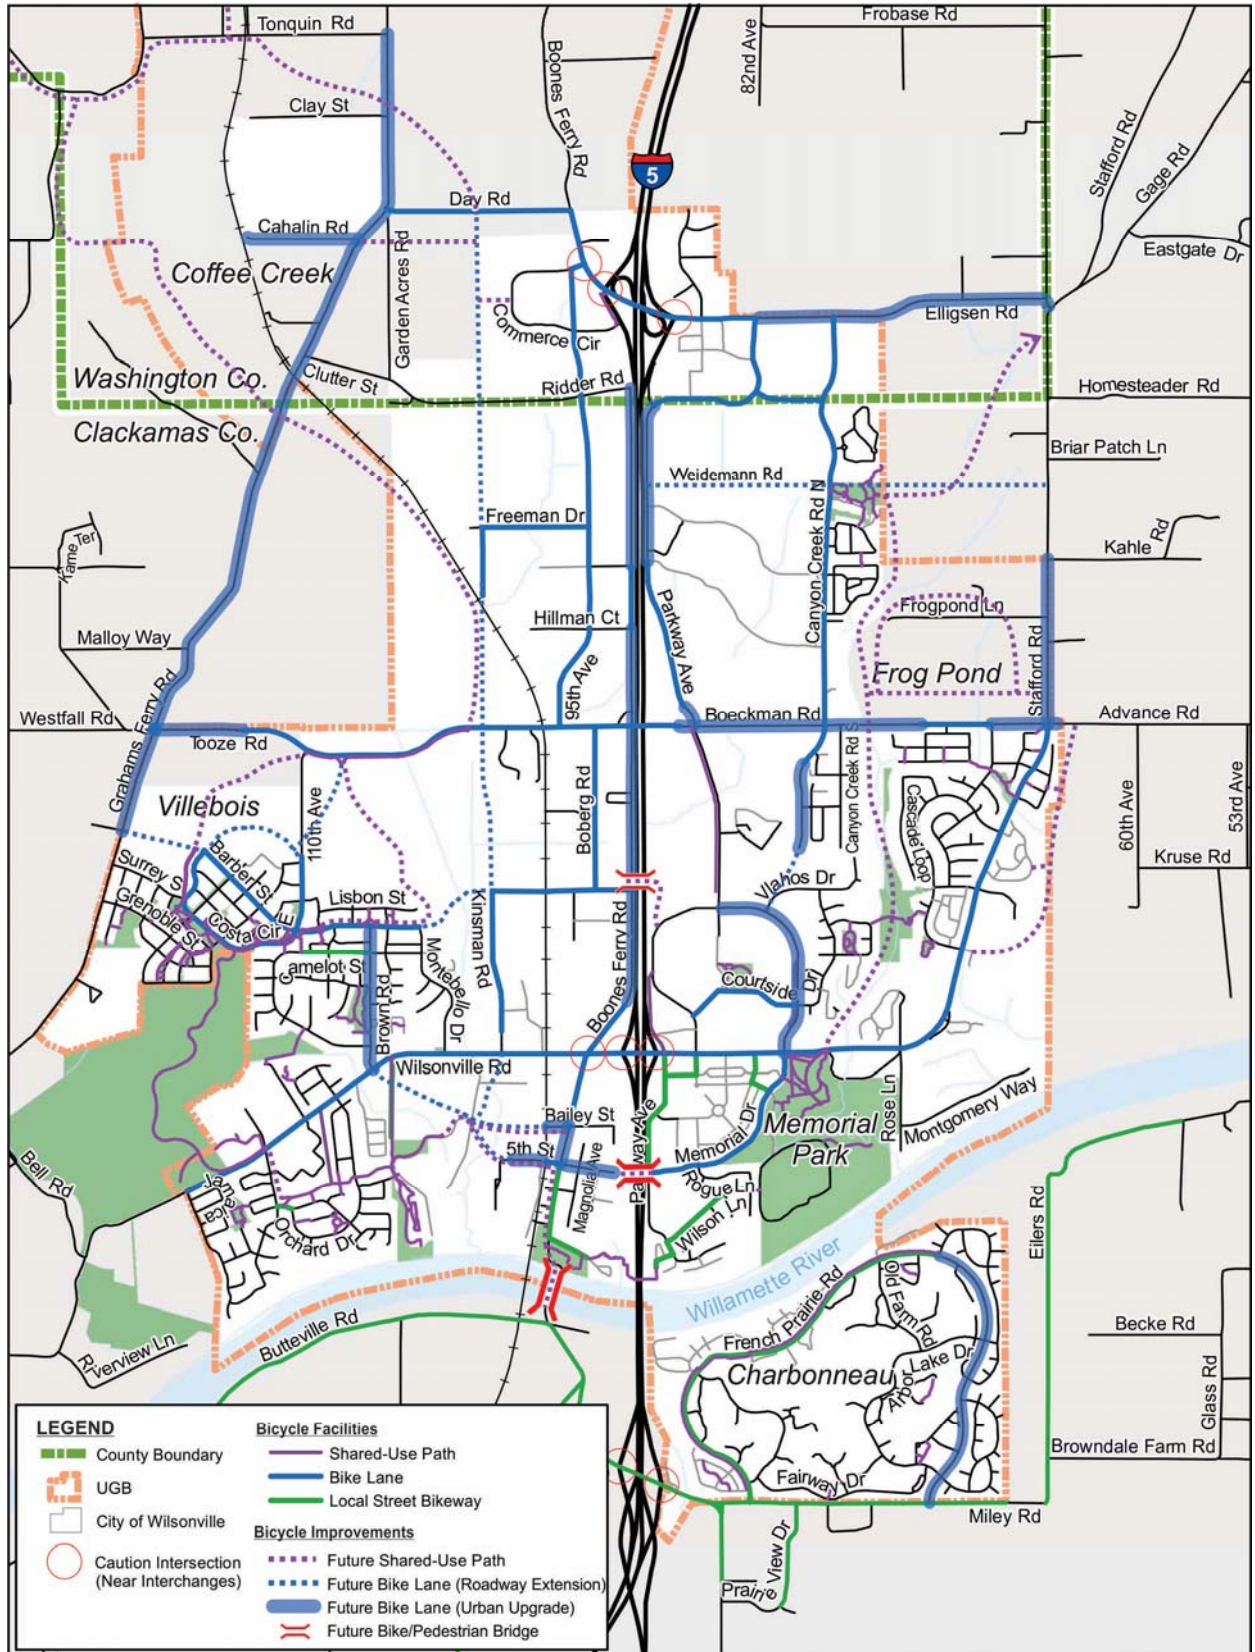 Tonquin Rd
Frobase Rd
82nd Ave
Boones Ferry Rd
Clay St
5
Stafford Rd
Gage Rd
Day Rd
Cahalin Rd
Coffee Creek
Garden Acres Rd
Eastgate Dr
Commerce Cir
Elligsen Rd
Washington Co.
Clutter St
Ridder Rd
Homesteader Rd
Clackamas Co.
Briar Patch Ln
Weidemann Rd
Canyon Creek Rd N
Freeman Dr
Kame Ter
Kahle Rd
Hillman Ct
Parkway Ave
Frogpond Ln
Malloy Way
Frog Pond
Stafford Rd
95th Ave
Grahams Ferry Rd
Westfall Rd
Tooze Rd
Boeckman Rd
Advance Rd
Villebois
110th Ave
Boberg Rd
Canyon Creek Rd S
Cascade Loop
60th Ave
53rd Ave
Surrey S
Barber St
Vlahos Dr
Kruse Rd
Grenoble St
Costa Cir E
Lisbon St
Kinsman Rd
Boones Ferry Rd
amelot St
Montebello Dr
Brown Rd
Courtside Dr
Wilsonville Rd
Rose Ln
Montgomery Way
Bailey St
Parkway Ave
Memorial Dr
Memorial
Park
5th St
Magnolia Ave
Rogue Ln
Wilson Ln
Bell Rd
Jamaica
Orchard Dr
Eilers Rd
Willamette River
Riverview Ln
Butteville Rd
French Prairie Rd
Old Farm Rd
Becke Rd
Charbonneau
Arbor Lake Dr
Glass Rd
Fairway Dr
Browndale Farm Rd
Miley Rd
Prairie View Dr
LEGEND
County Boundary
UGB
City of Wilsonville
Caution Intersection
(Near Interchanges)
Bicycle Facilities
Shared-Use Path
Bike Lane
Local Street Bikeway
Bicycle Improvements
Future Shared-Use Path
Future Bike Lane (Roadway Extension)
Future Bike Lane (Urban Upgrade)
Future Bike/Pedestrian Bridge